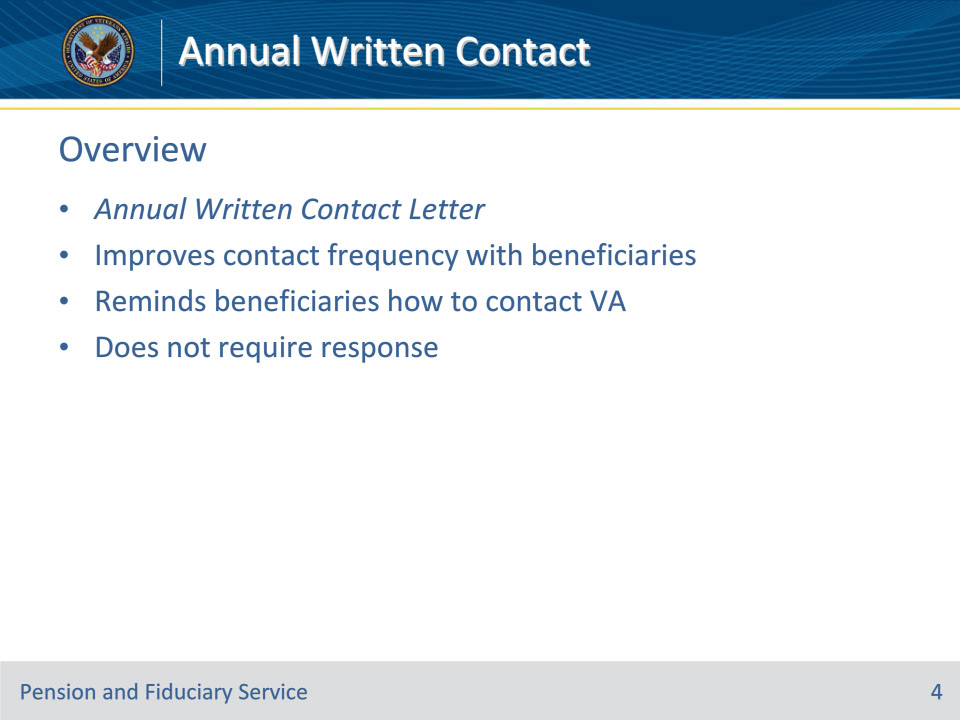 DEPARTMENT OF VETERANS AFFAIRS
UNITED STATES OF AMERICA
Annual Written Contact
Overview
• Annual Written Contact Letter
• Improves contact frequency with beneficiaries
• Reminds beneficiaries how to contact VA
• Does not require response
Pension and Fiduciary Service
4